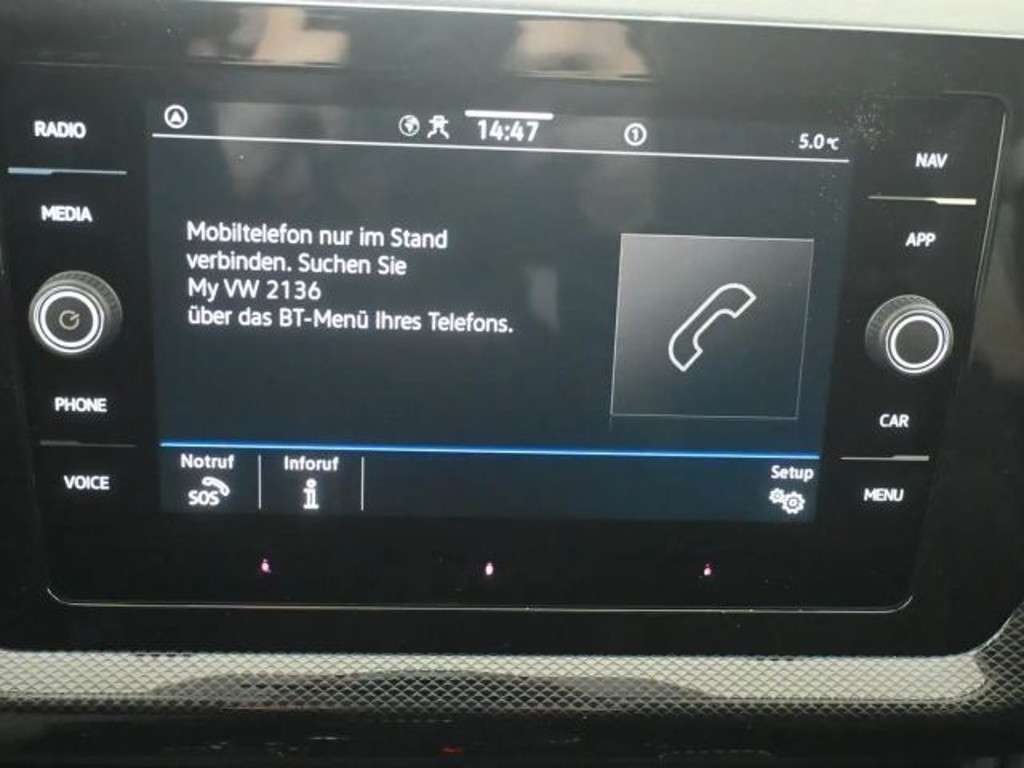 RADIO
MEDIA
PHONE
VOICE
14:47
1
5.0°C
Mobiltelefon nur im Stand
verbinden. Suchen Sie
My VW 2136
über das BT-Menü Ihres Telefons.
Notruf
SOS
Inforuf
i
Setup
NAV
APP
CAR
MENU